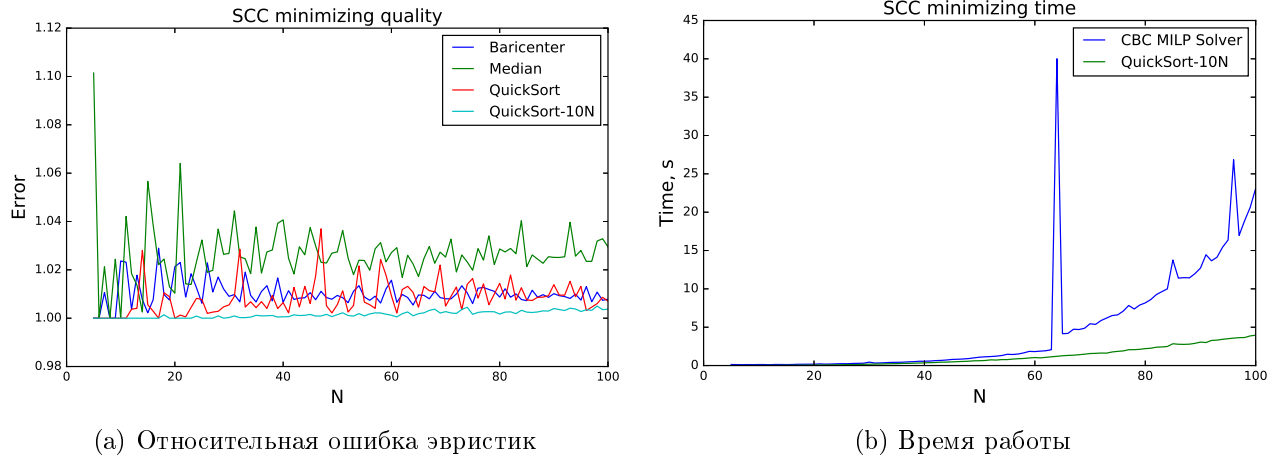 SCC minimizing quality
1.12
1.10
1.08
1.06
1.04
1.02
1.00
0.98
Error
0
20
40
60
80
100
N
Baricenter
Median
QuickSort
QuickSort-10N
(a) Относительная ошибка эвристик
SCC minimizing time
45
40
35
30
25
20
15
10
5
0
Time, s
0
20
40
60
80
100
N
CBC MILP Solver
QuickSort-10N
(b) Время работы